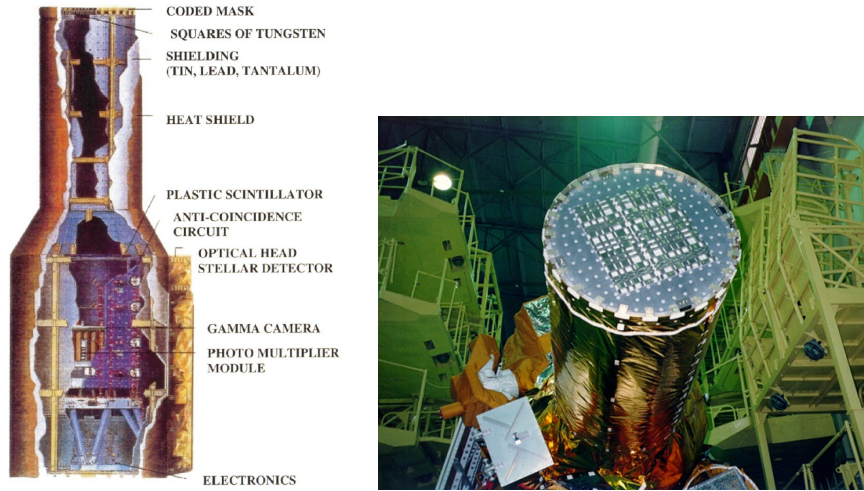 CODED MASK
SQUARES OF TUNGSTEN
SHIELDING
(TIN, LEAD, TANTALUM)
HEAT SHIELD
PLASTIC SCINTILLATOR
ANTI-COINCIDENCE
CIRCUIT
OPTICAL HEAD
STELLAR DETECTOR
GAMMA CAMERA
PHOTO MULTIPLIER
MODULE
ELECTRONICS